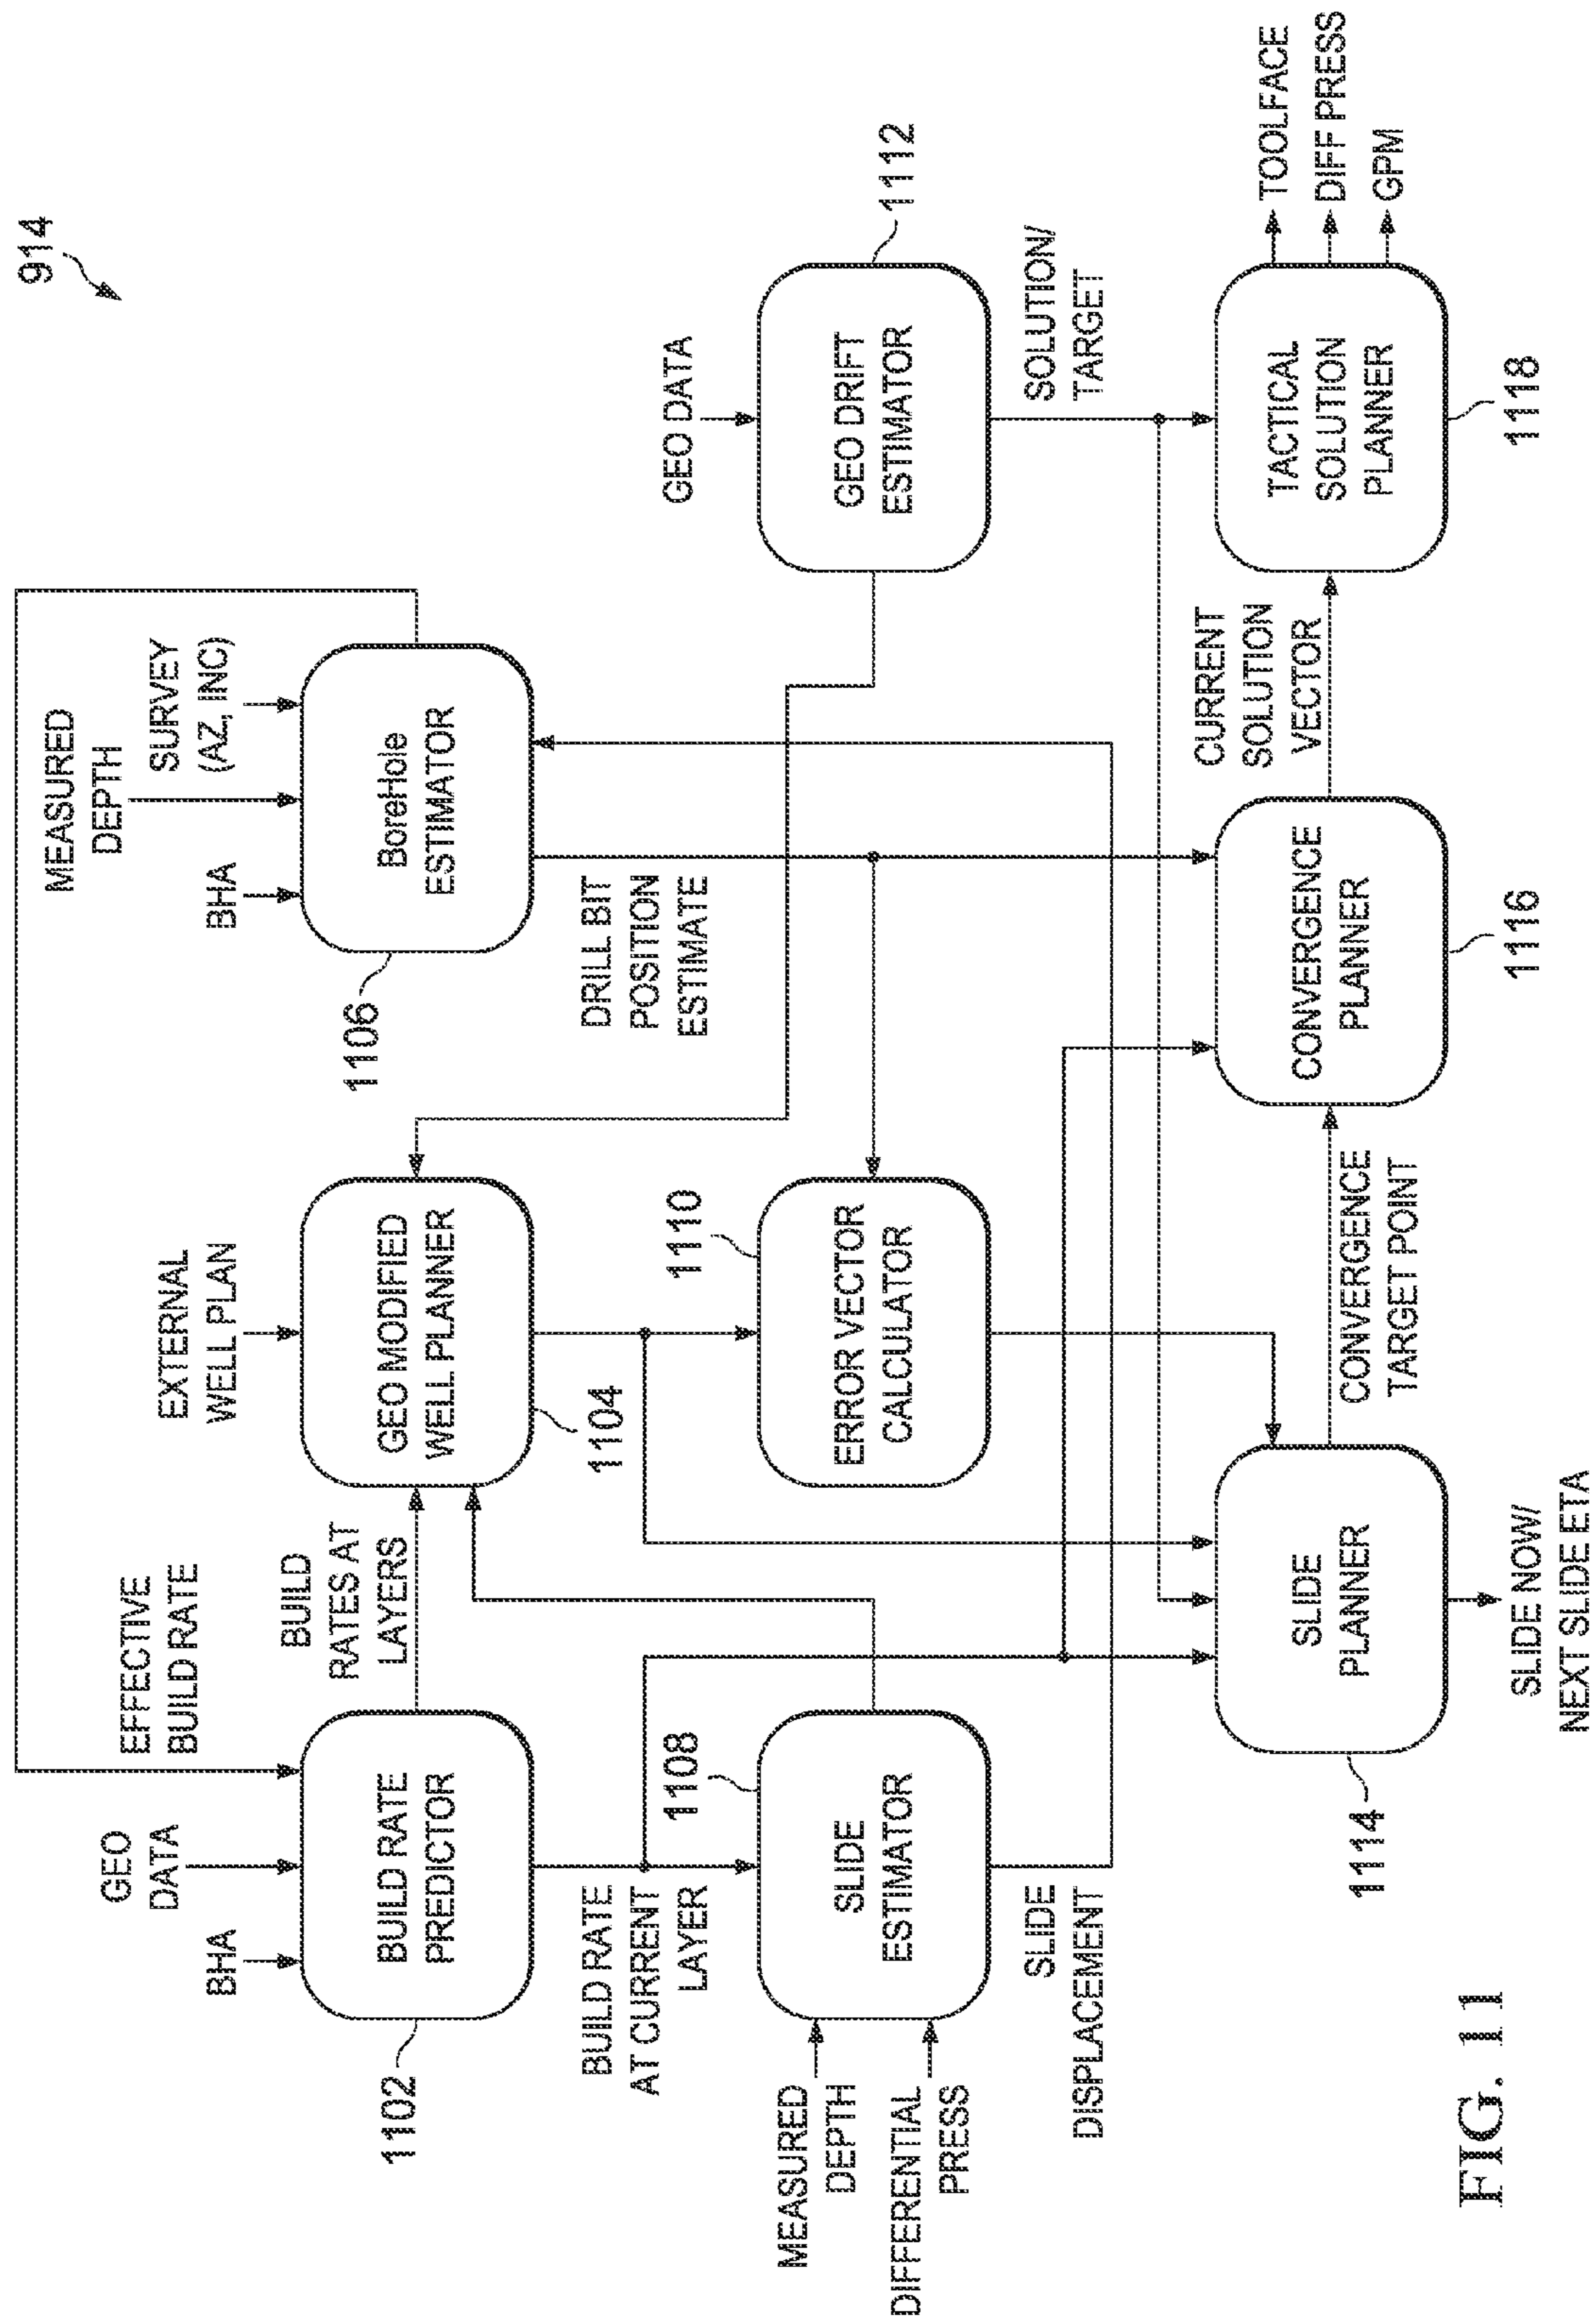 914
EFFECTIVE
BUILD RATE
GEO
DATA
BHA
BUILD RATE
PREDICTOR
1102
BUILD
RATES AT
LAYERS
EXTERNAL
WELL PLAN
GEO MODIFIED
WELL PLANNER
1104
MEASURED
DEPTH
SURVEY
(AZ, INC)
BHA
BoreHole
ESTIMATOR
1106
BUILD RATE
AT CURRENT
LAYER
DRILL BIT
POSITION
ESTIMATE
MEASURED
DEPTH
DIFFERENTIAL
PRESS
SLIDE
ESTIMATOR
1108
ERROR VECTOR
CALCULATOR
1110
GEO DATA
GEO DRIFT
ESTIMATOR
1112
SLIDE
DISPLACEMENT
SOLUTION/
TARGET
SLIDE
PLANNER
1114
CONVERGENCE
TARGET POINT
CONVERGENCE
PLANNER
1116
CURRENT
SOLUTION
VECTOR
TACTICAL
SOLUTION
PLANNER
1118
TOOLFACE
DIFF PRESS
GPM
SLIDE NOW/
NEXT SLIDE ETA
FIG. 11